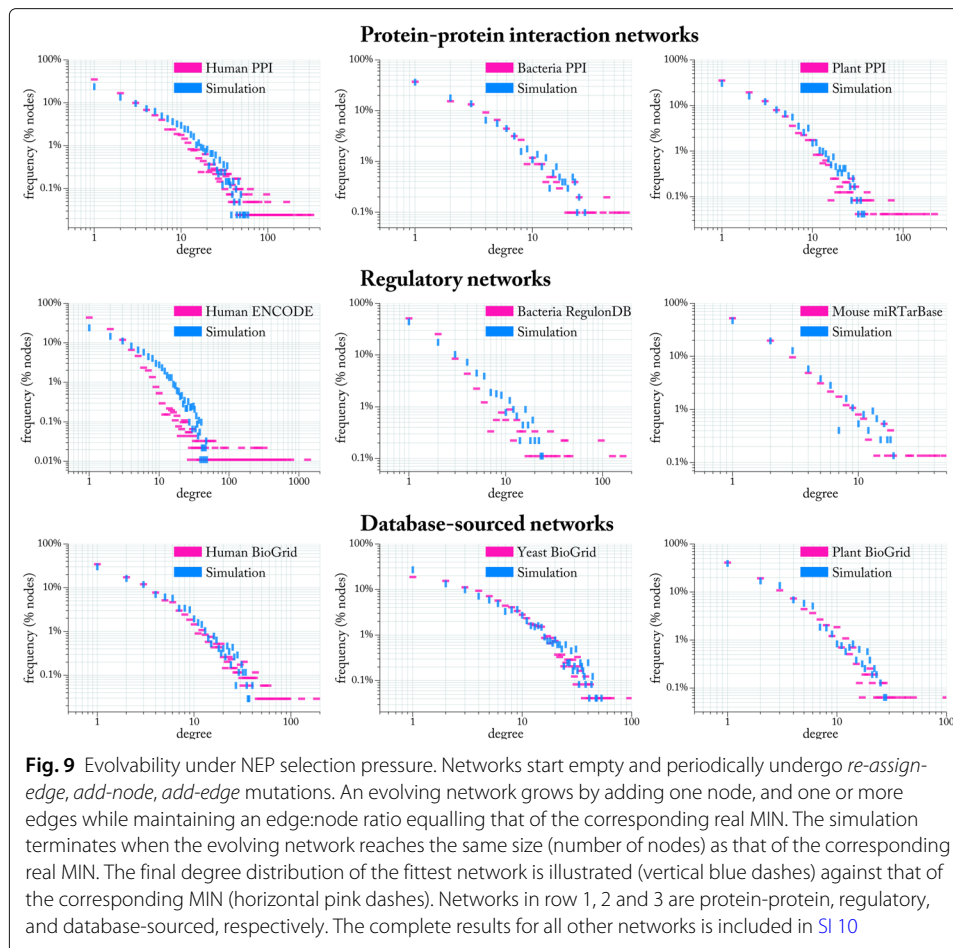 Protein-protein interaction networks
100%
10%
1%
0.1%
frequency (% nodes)
Human PPI
Simulation
1
10
100
degree
100%
10%
1%
0.1%
frequency (% nodes)
Bacteria PPI
Simulation
1
10
degree
100%
10%
1%
0.1%
frequency (% nodes)
Plant PPI
Simulation
1
10
100
degree
Regulatory networks
100%
10%
1%
0.1%
0.01%
frequency (% nodes)
Human ENCODE
Simulation
1
10
100
1000
degree
100%
10%
1%
0.1%
frequency (% nodes)
Bacteria RegulonDB
Simulation
1
10
100
degree
100%
10%
1%
0.1%
frequency (% nodes)
Mouse miRTarBase
Simulation
1
10
degree
Database-sourced networks
100%
10%
1%
0.1%
frequency (% nodes)
Human BioGrid
Simulation
1
10
100
degree
100%
10%
1%
0.1%
frequency (% nodes)
Yeast BioGrid
Simulation
1
10
100
degree
100%
10%
1%
0.1%
frequency (% nodes)
Plant BioGrid
Simulation
1
10
100
degree
Fig. 9 Evolvability under NEP selection pressure. Networks start empty and periodically undergo re-assign-
edge, add-node, add-edge mutations. An evolving network grows by adding one node, and one or more
edges while maintaining an edge:node ratio equalling that of the corresponding real MIN. The simulation
terminates when the evolving network reaches the same size (number of nodes) as that of the corresponding
real MIN. The final degree distribution of the fittest network is illustrated (vertical blue dashes) against that of
the corresponding MIN (horizontal pink dashes). Networks in row 1, 2 and 3 are protein-protein, regulatory,
and database-sourced, respectively. The complete results for all other networks is included in SI 10